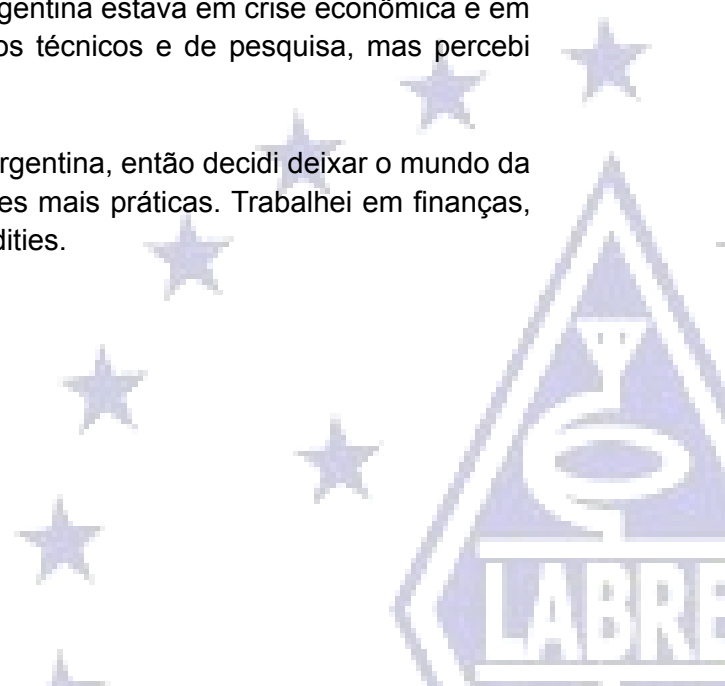 gentina estava em crise econômica e em
os técnicos e de pesquisa, mas percebi
rgentina, então decidi deixar o mundo da
es mais práticas. Trabalhei em finanças,
dities.
LABRE